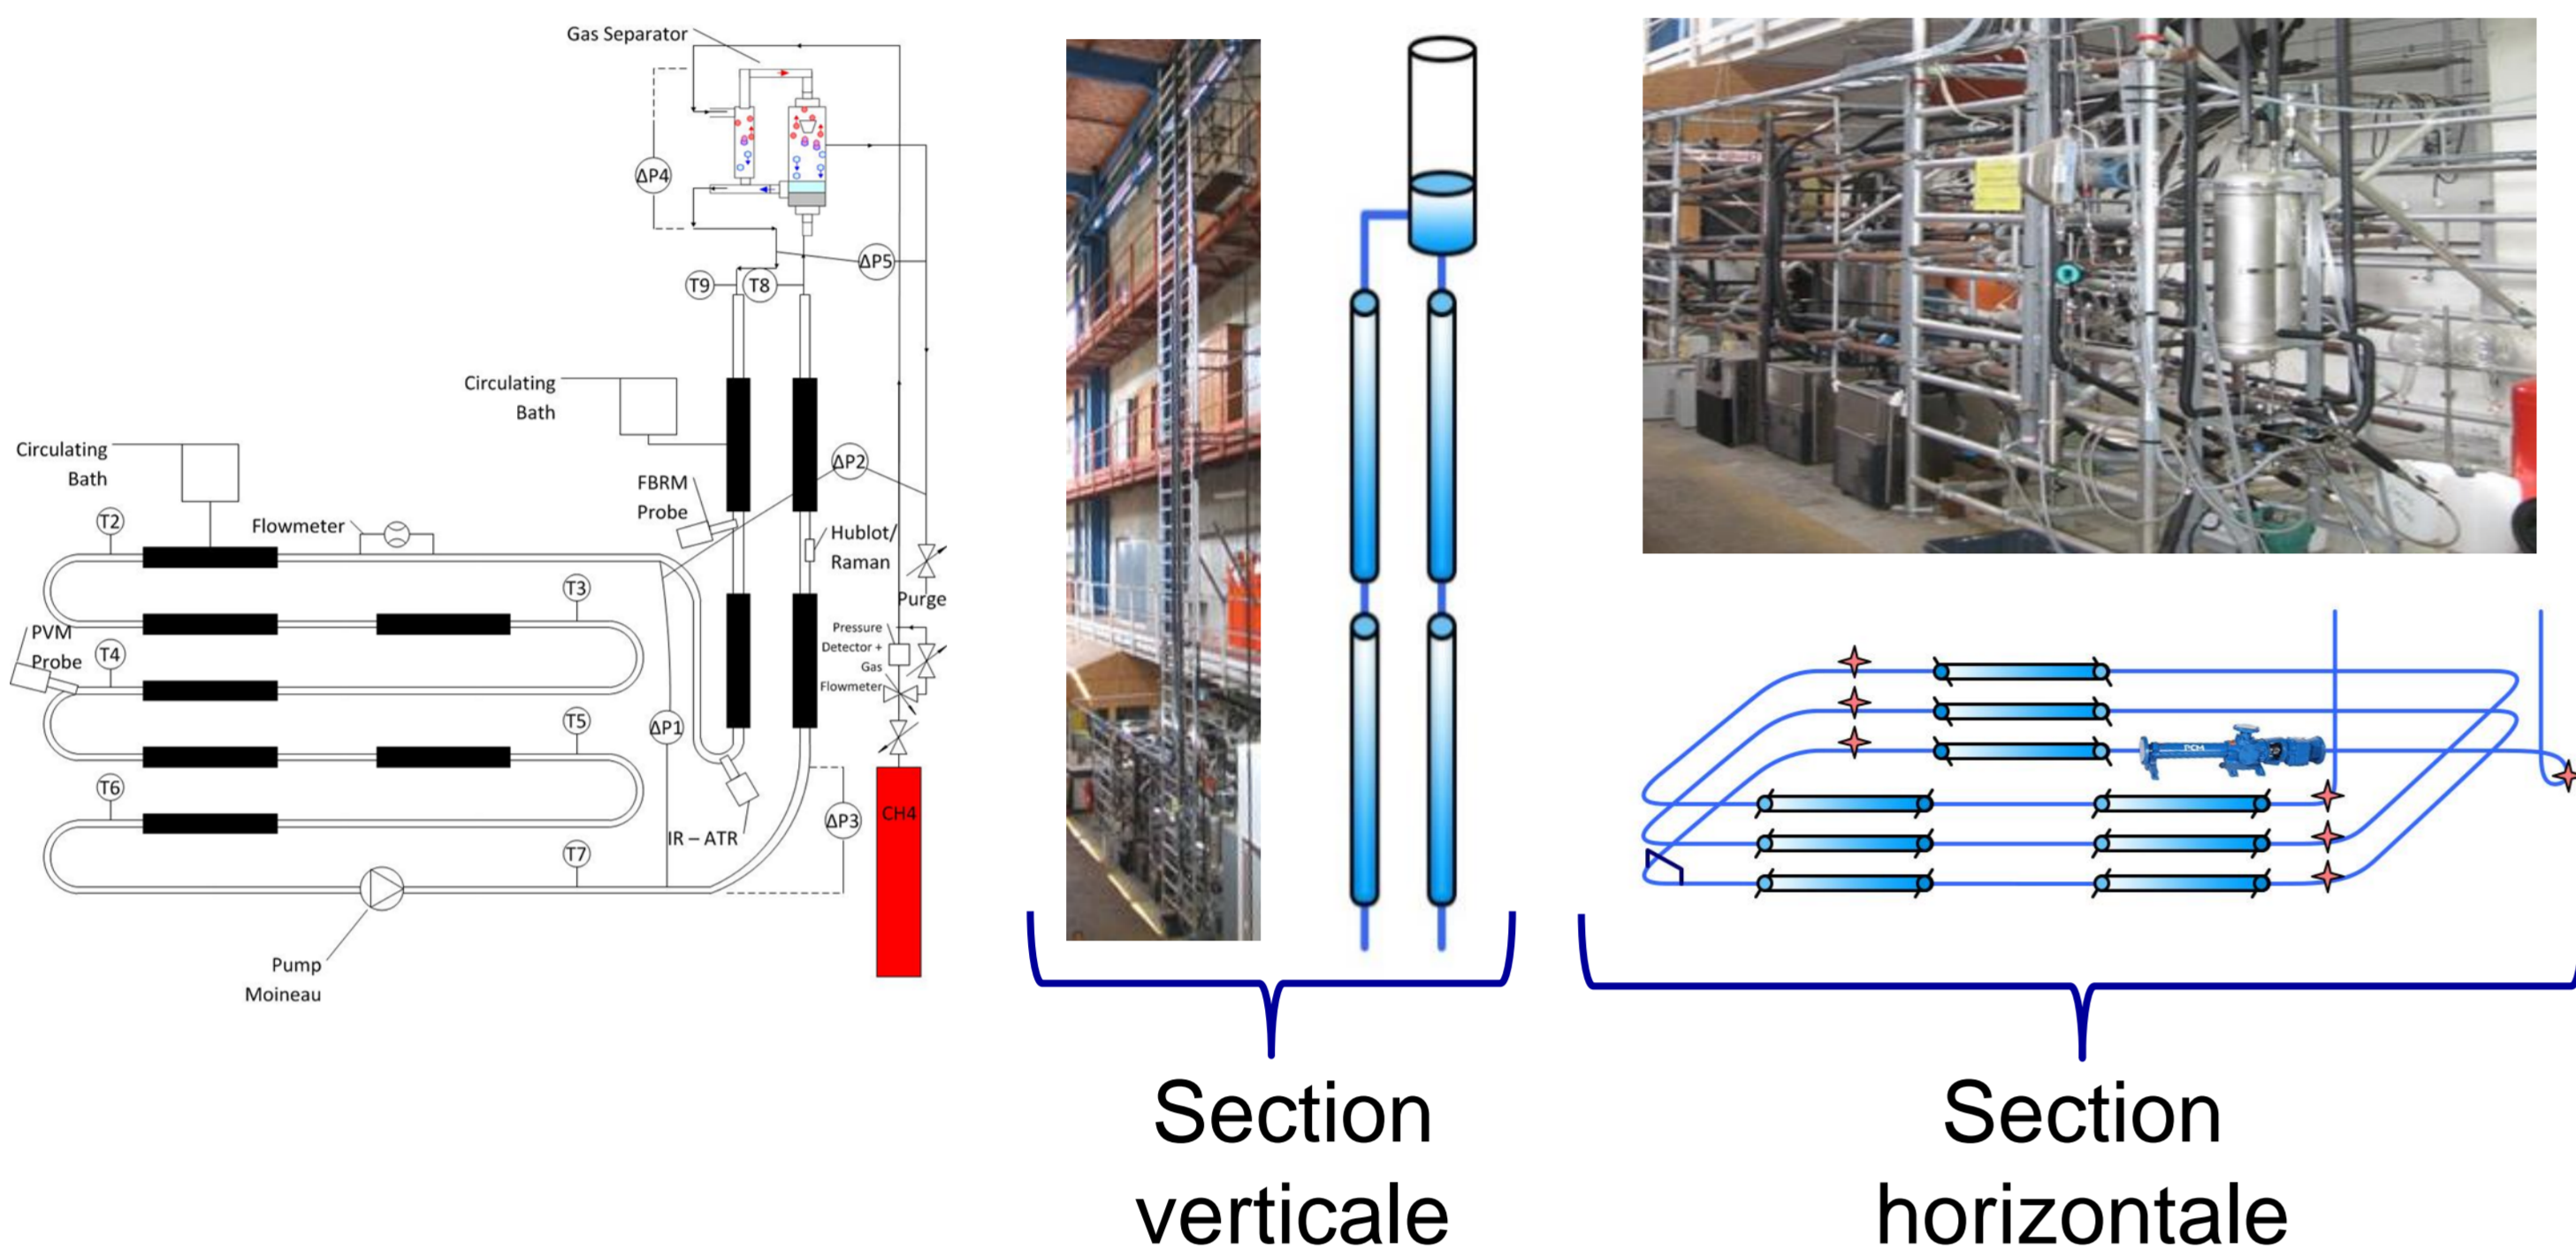 Gas Separator
ΔP4
ΔP5
T9
T8
Circulating
Bath
Circulating
Bath
ΔP2
FBRM
Probe
T2
Flowmeter
Hublot/
Raman
T3
Purge
PVM
Probe
T4
Pressure
Detector +
Gas
Flowmeter
T5
ΔP1
T6
CH4
ΔP3
IR – ATR
T7
Pump
Moineau
PCM
Section
verticale
Section
horizontale